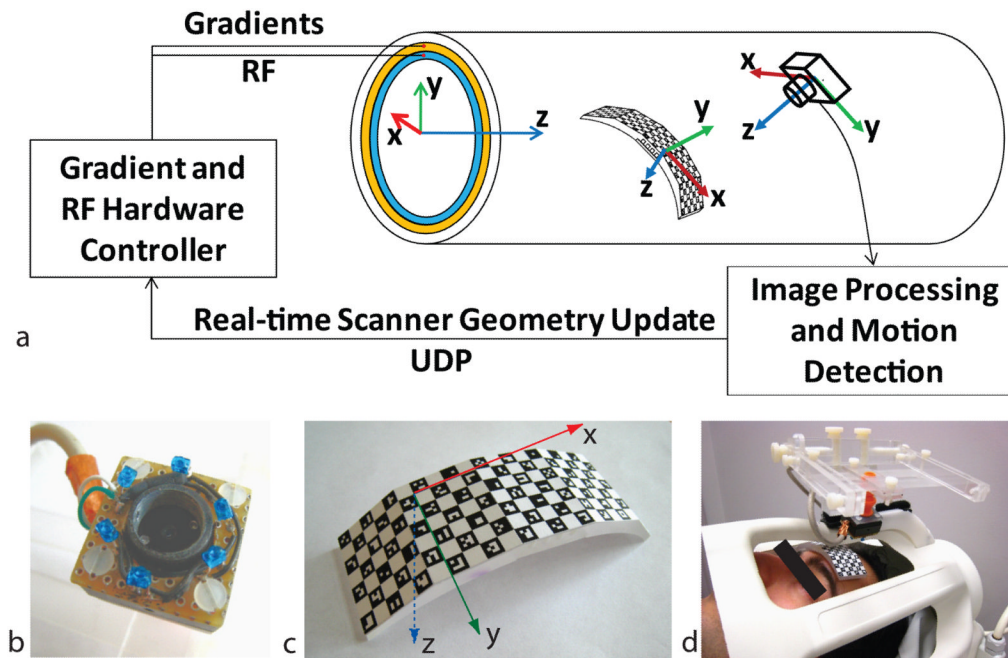 Gradients
RF
y
x
z
x
y
z
y
z
x
Gradient and
RF Hardware
Controller
Image Processing
and Motion
Detection
Real-time Scanner Geometry Update
UDP
a
b
x
z
y
c
d